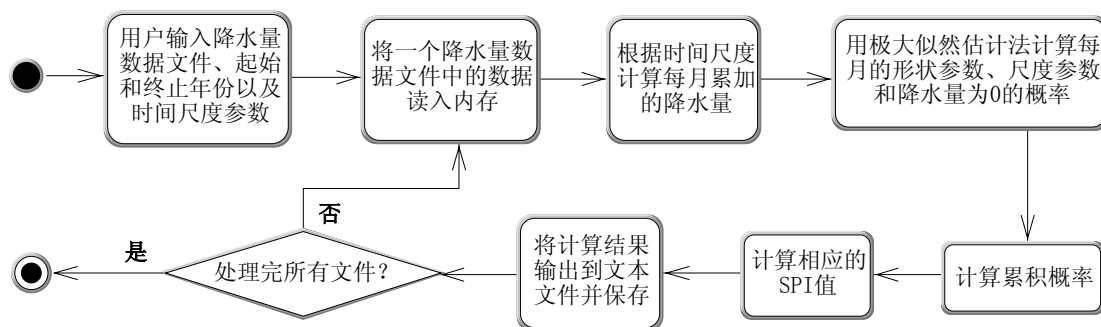 用户输入降水量
数据文件、起始
和终止年份以及
时间尺度参数
将一个降水量数
据文件中的数据
读入内存
根据时间尺度
计算每月累加
的降水量
用极大似然估计法计算每
月的形状参数、尺度参数
和降水量为0的概率
计算累积概率
计算相应的
SPI值
将计算结果
输出到文本
文件并保存
处理完所有文件？
否
是